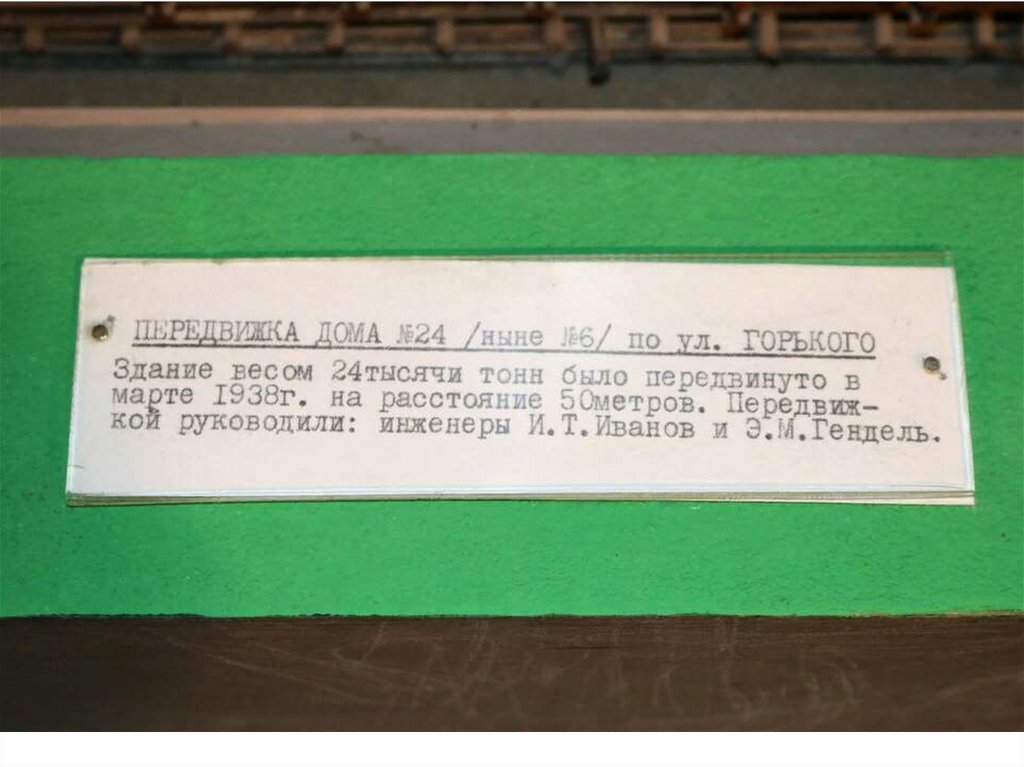 ПЕРЕДВИЖКА ДОМА №24 /ныне №6/ по ул. ГОРЬКОГО
Здание весом 24тысячи тонн было передвинуто в
марте 1938г. на расстояние 50метров. Передвиж-
кой руководили: инженеры И.Т.Иванов и Э.М.Гендель.